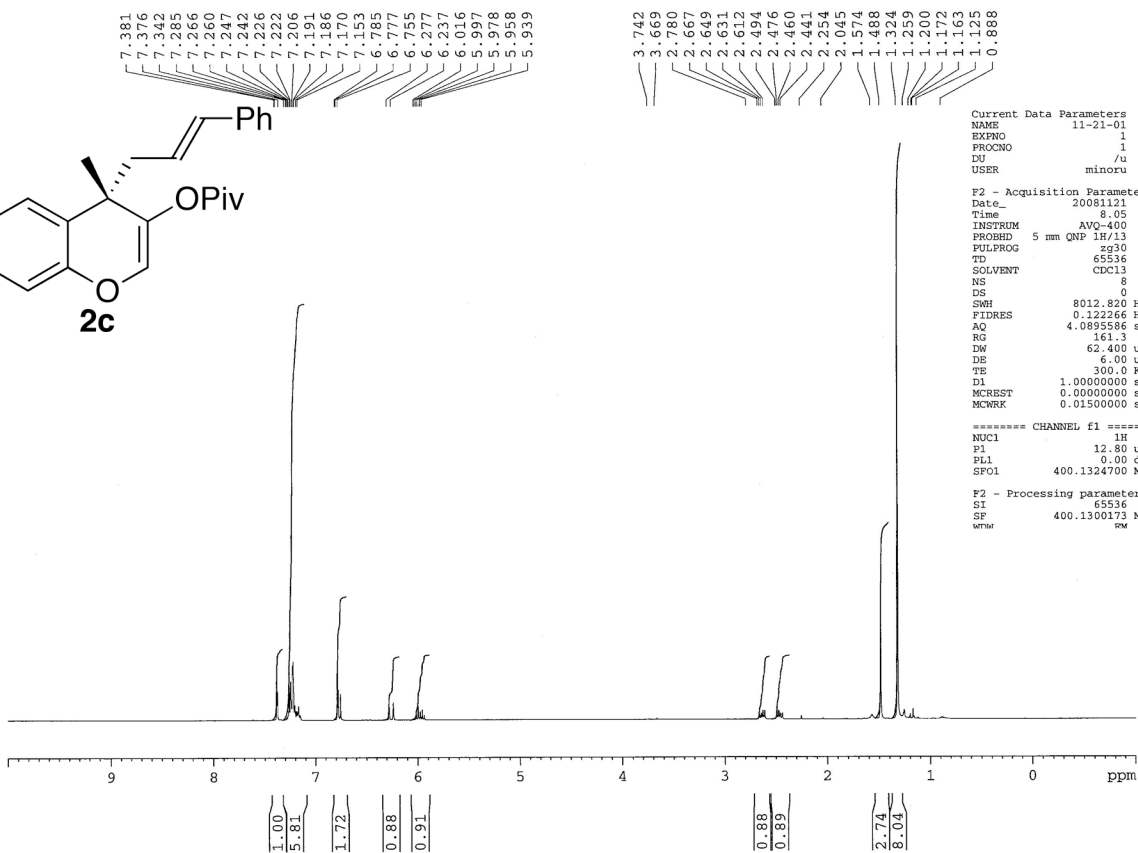 7.381 7.376 7.342 7.285 7.266 7.260 7.247 7.242 7.226 7.222 7.206 7.191 7.186 7.170 7.153 6.785 6.777 6.755 6.277 6.237 6.016 5.997 5.978 5.958 5.939
3.742 3.669 2.780 2.667 2.649 2.631 2.612 2.494 2.476 2.460 2.441 2.254 2.045 1.574 1.488 1.324 1.259 1.200 1.172 1.163 1.125 0.888
Ph
OPiv
O
2c
Current Data Parameters
NAME 11-21-01
EXPNO 1
PROCNO 1
DU /u
USER minoru
F2 - Acquisition Paramete
Date_ 20081121
Time 8.05
INSTRUM AVQ-400
PROBHD 5 mm QNP 1H/13
PULPROG zg30
TD 65536
SOLVENT CDCl3
NS 8
DS 0
SWH 8012.820 H
FIDRES 0.122266 H
AQ 4.0895586 s
RG 161.3
DW 62.400 u
DE 6.00 u
TE 300.0 K
D1 1.00000000 s
MCREST 0.00000000 s
MCWRK 0.01500000 s
======== CHANNEL f1 =====
NUC1 1H
P1 12.80 u
PL1 0.00 d
SFO1 400.1324700 M
F2 - Processing parameter
SI 65536
SF 400.1300173 M
WDW EM
9 8 7 6 5 4 3 2 1 0 ppm
1.00 5.81 1.72 0.88 0.91 0.88 0.89 2.74 8.04